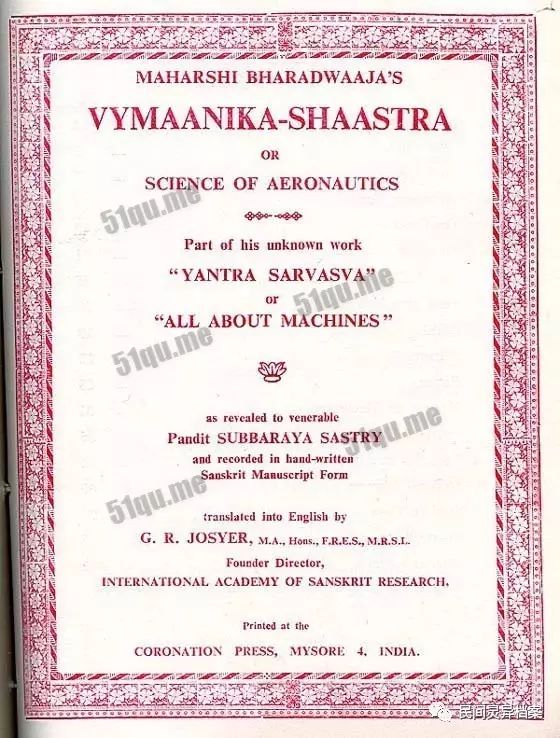 MAHARSHI BHARADWAAJA'S
VYMAANIKA-SHAASTRA
OR
SCIENCE OF AERONAUTICS
51qu.me
Part of his unknown work
"YANTRA SARVASVA"
51qu.me
or
"ALL ABOUT MACHINES"
51qu.me
as revealed to venerable
Pandit SUBBARAYA SASTRY
51qu.me
and recorded in hand-written
Sanskrit Manuscript Form
51qu.me
translated into English by
G. R. JOSYER, M.A., Hons., F.R.E.S., M.R.S.L.
Founder Director,
INTERNATIONAL ACADEMY OF SANSKRIT RESEARCH,
Printed at the
CORONATION PRESS, MYSORE 4, INDIA.
民间灵异档案